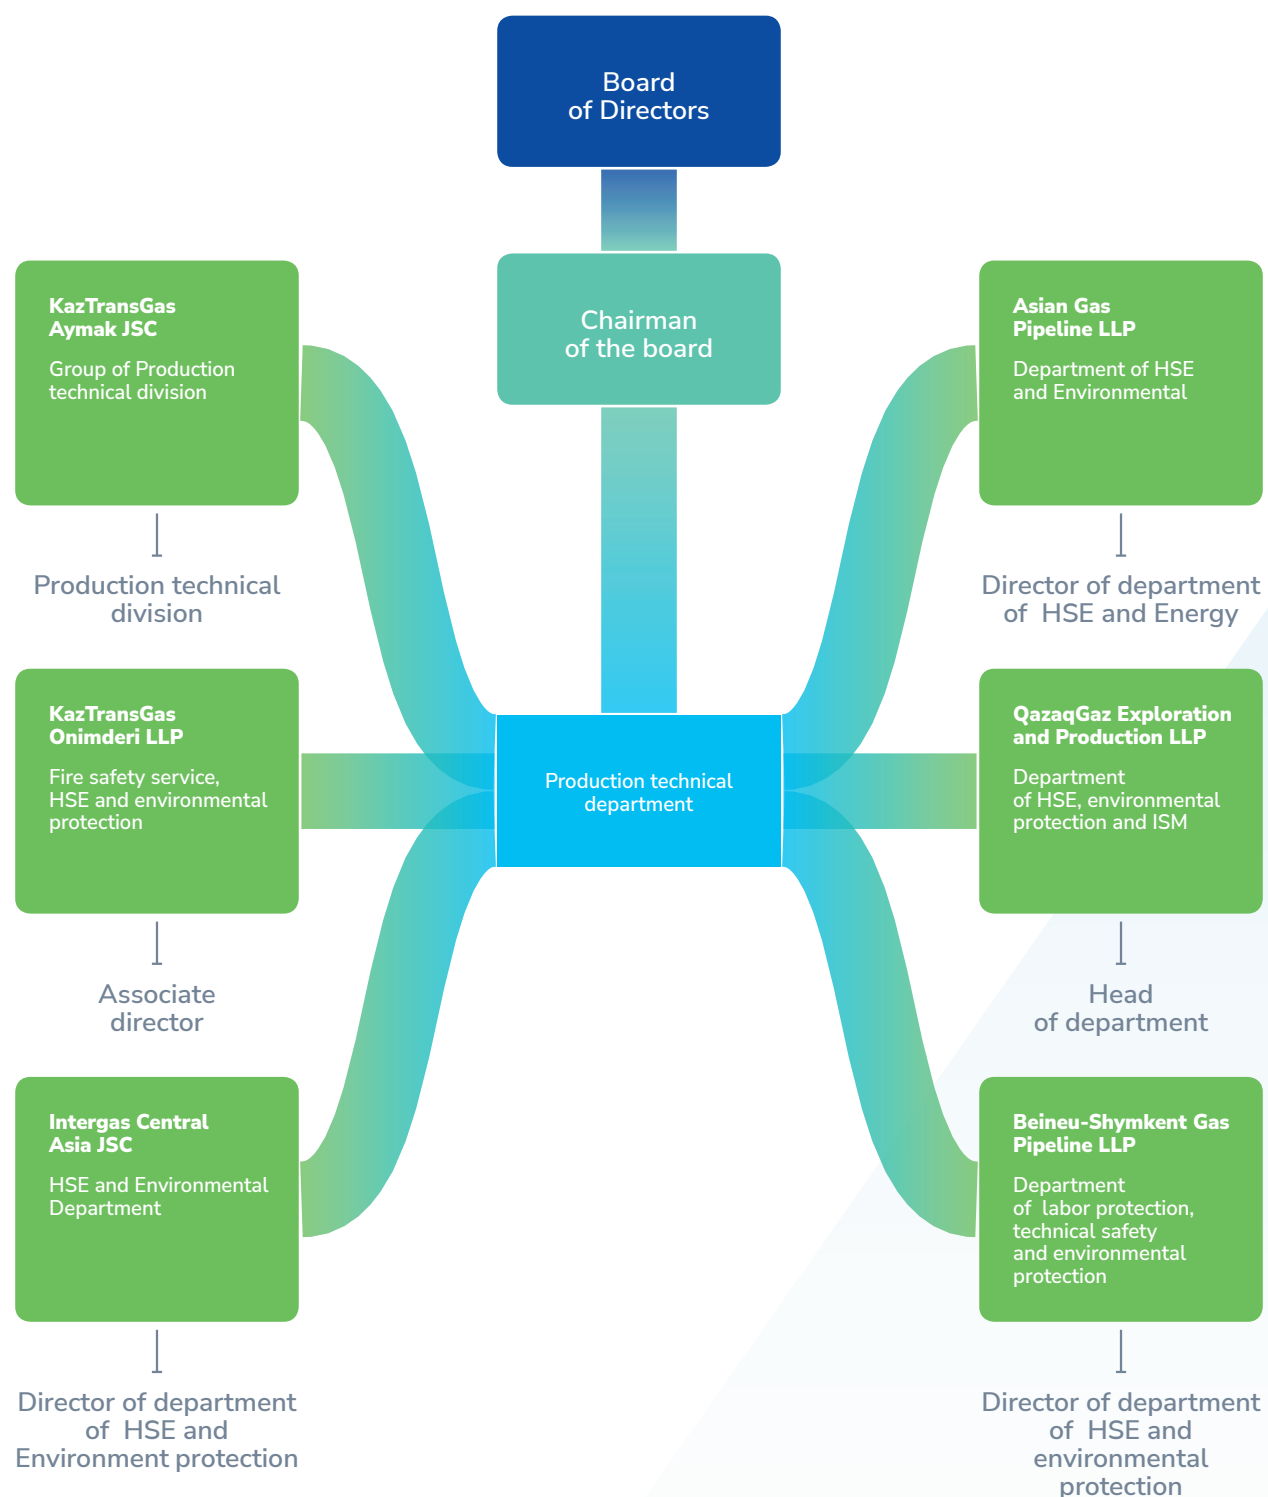 Board
of Directors
Chairman
of the board
KazTransGas
Aymak JSC
Group of Production
technical division
Production technical
division
KazTransGas
Onimderi LLP
Fire safety service,
HSE and environmental
protection
Associate
director
Intergas Central
Asia JSC
HSE and Environmental
Department
Director of department
of HSE and
Environment protection
Production technical
department
Asian Gas
Pipeline LLP
Department of HSE
and Environmental
Director of department
of HSE and Energy
QazaqGaz Exploration
and Production LLP
Department
of HSE, environmental
protection and ISM
Head
of department
Beineu-Shymkent Gas
Pipeline LLP
Department
of labor protection,
technical safety
and environmental
protection
Director of department
of HSE and
environmental
protection